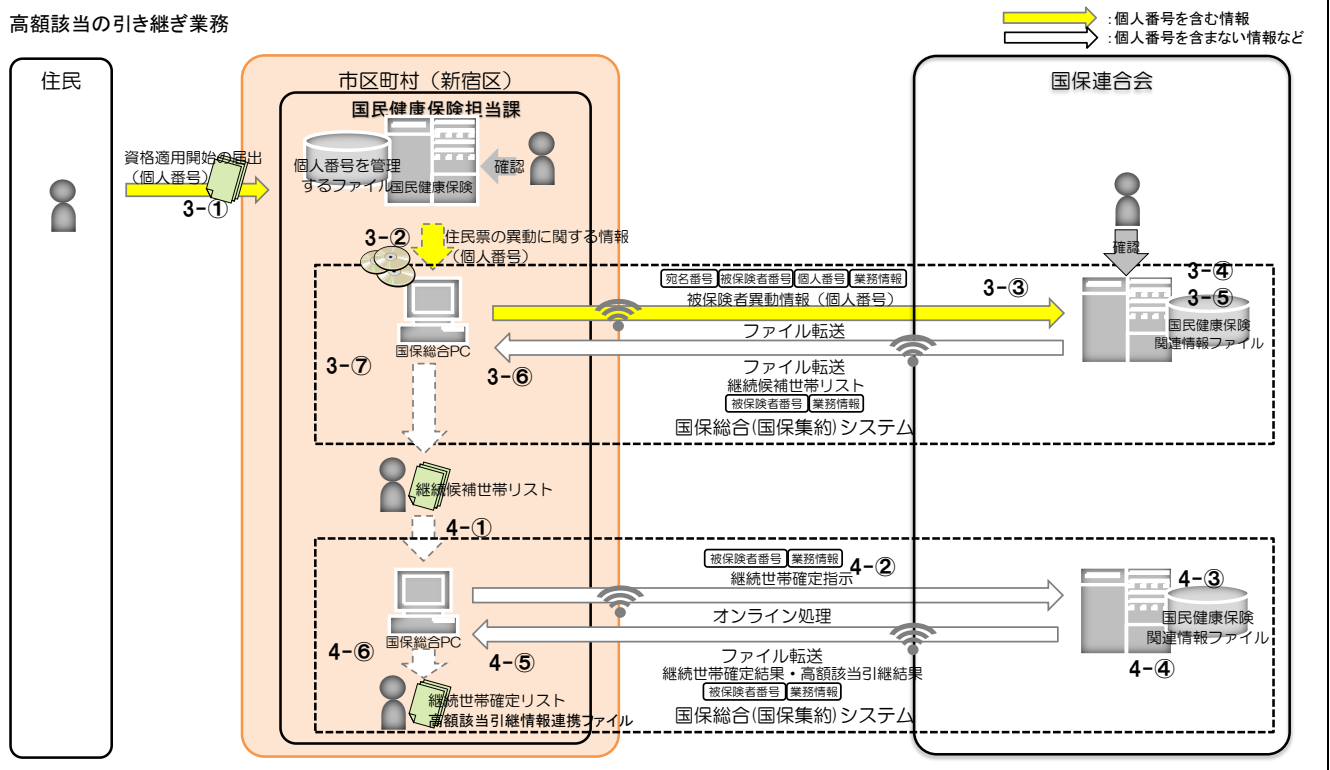 高額該当の引き継ぎ業務
:個人番号を含む情報
:個人番号を含まない情報など
住民
市区町村（新宿区）
国保連合会
国民健康保険担当課
資格適用開始の届出
（個人番号）
3-①
個人番号を管理
するファイル
国民健康保険
確認
3-②
住民票の異動に関する情報
（個人番号）
確認
宛名番号 被保険者番号 個人番号 業務情報
被保険者異動情報（個人番号）
3-③
3-④
3-⑤
国民健康保険
関連情報ファイル
ファイル転送
国保総合PC
3-⑦
3-⑥
ファイル転送
継続候補世帯リスト
被保険者番号 業務情報
国保総合(国保集約)システム
継続候補世帯リスト
4-①
被保険者番号 業務情報
4-②
継続世帯確定指示
4-③
国民健康保険
関連情報ファイル
オンライン処理
国保総合PC
4-⑥
4-⑤
4-④
ファイル転送
継続世帯確定結果・高額該当引継結果
被保険者番号 業務情報
国保総合(国保集約)システム
継続世帯確定リスト
高額該当引継情報連携ファイル